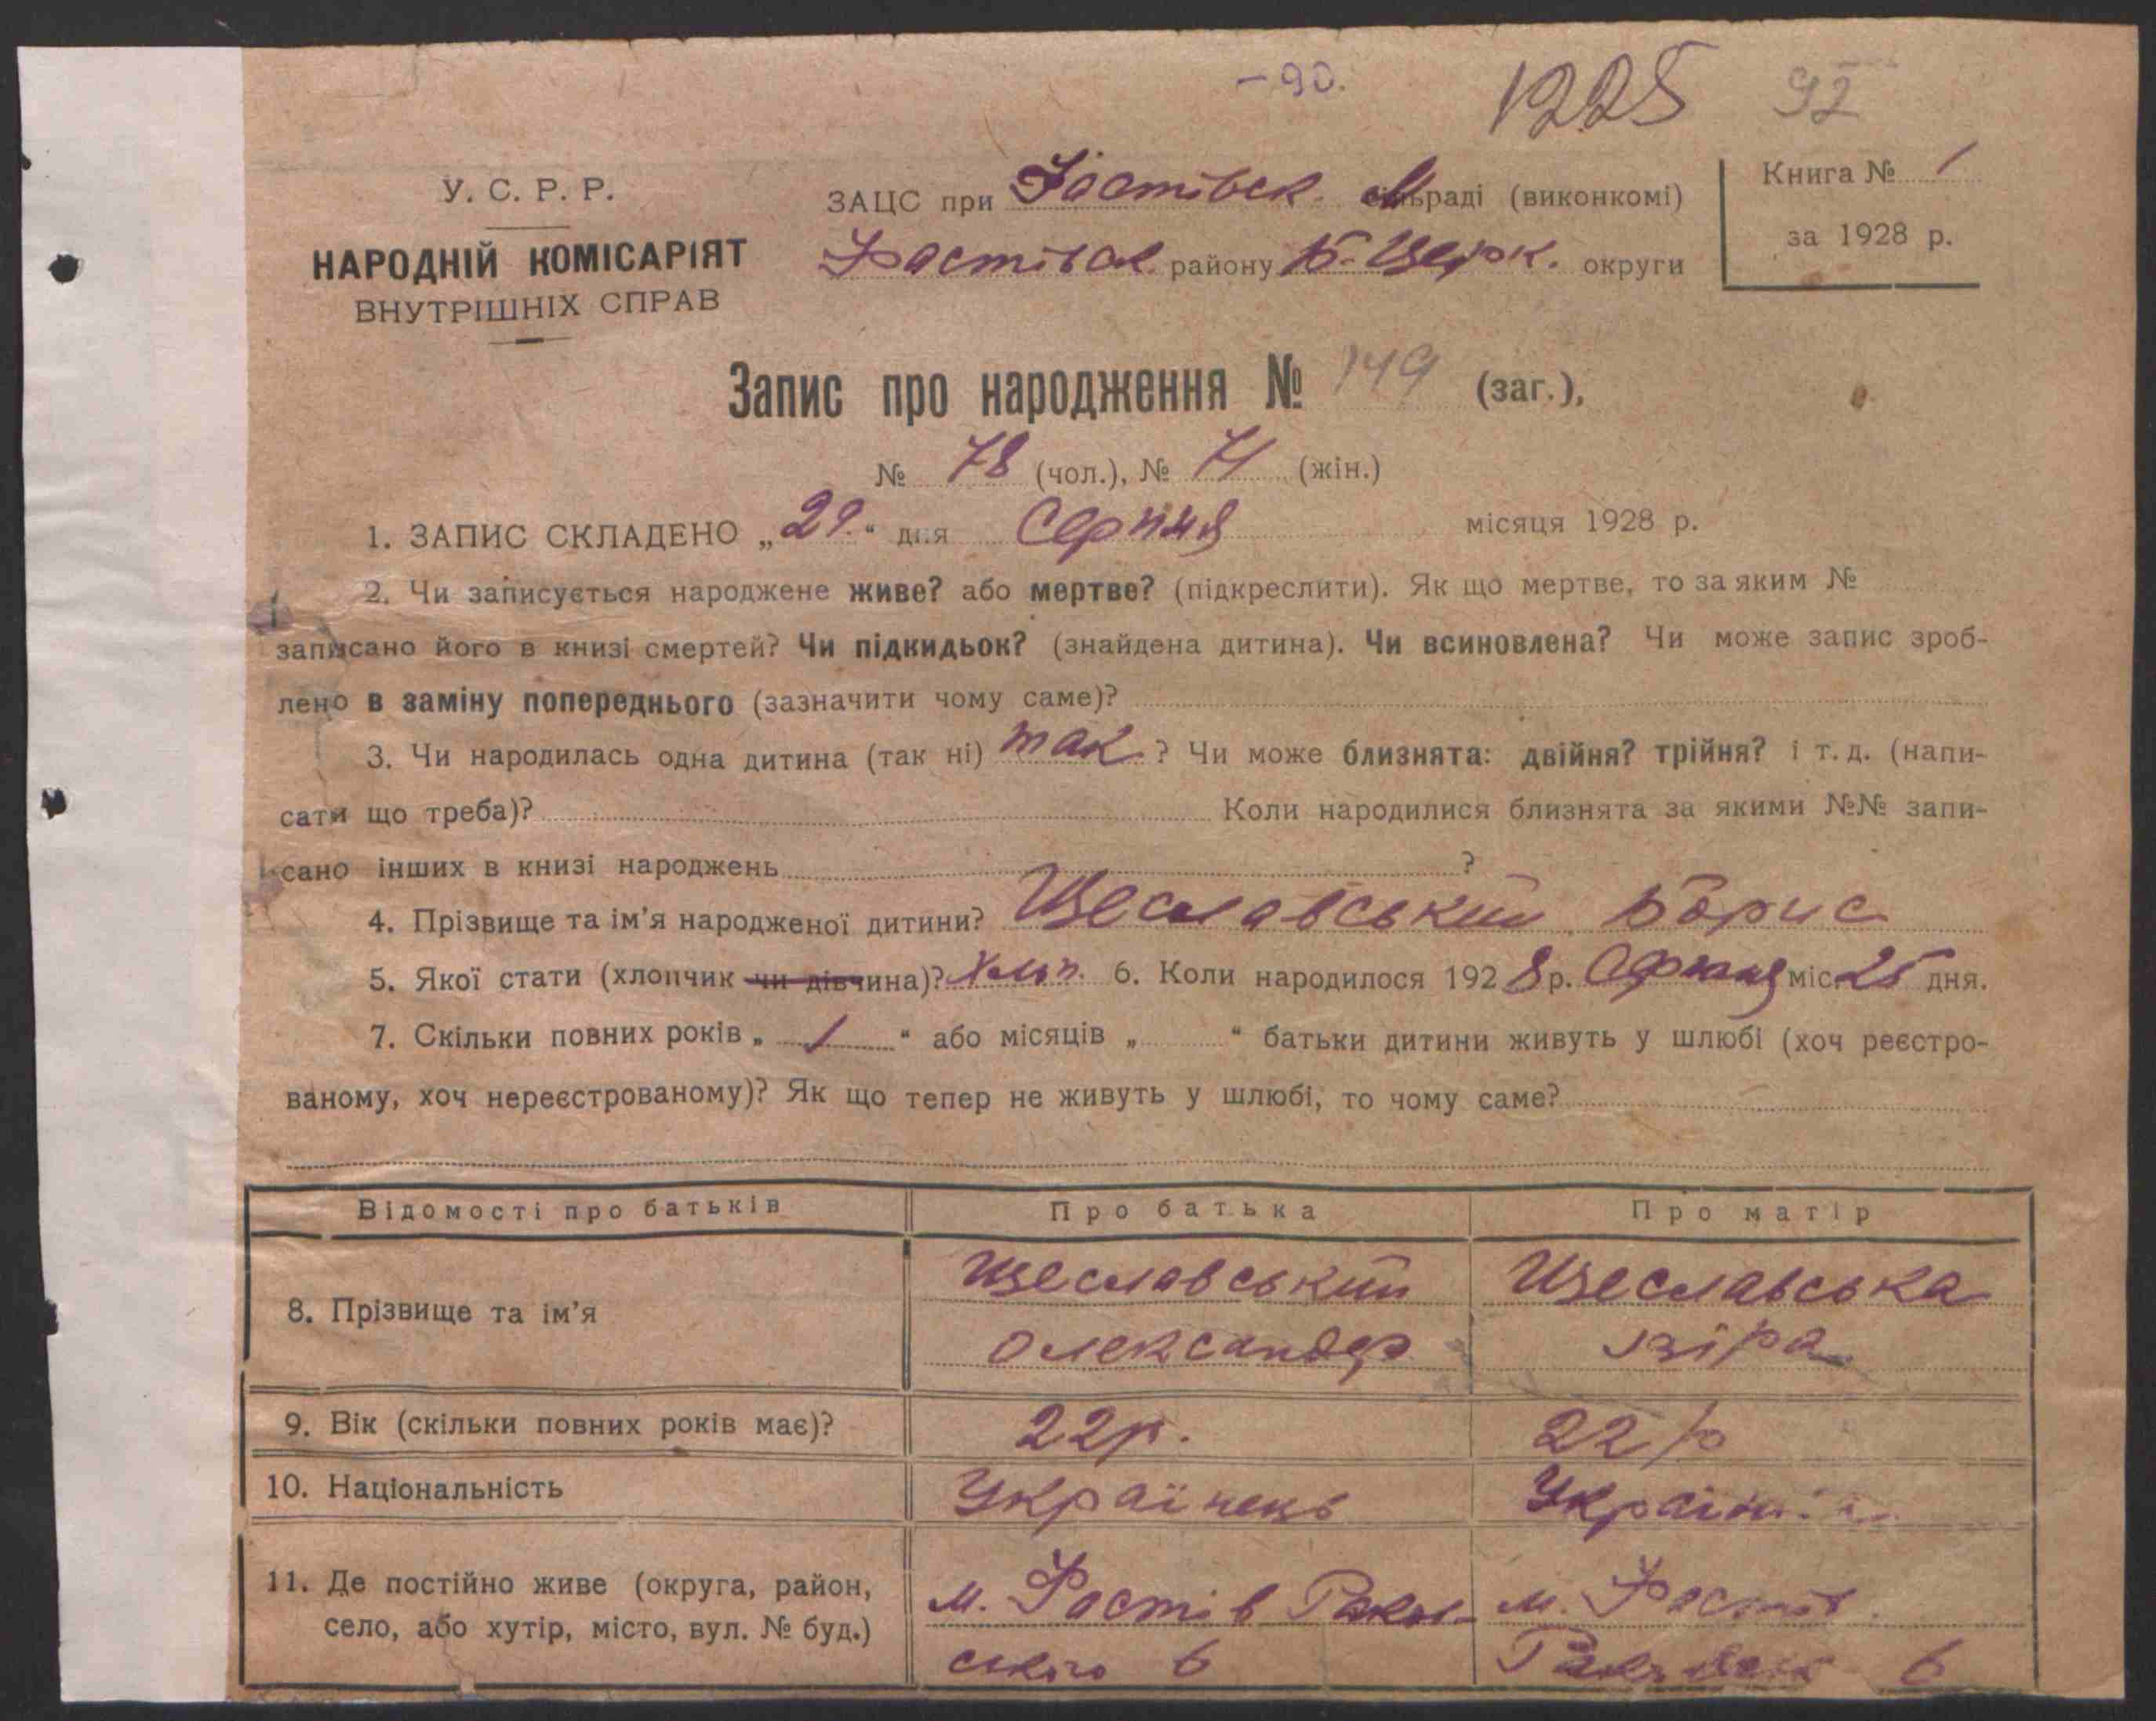 -90.
1225 92
У. С. Р. Р.
НАРОДНІЙ КОМІСАРІЯТ
ВНУТРІШНІХ СПРАВ
ЗАЦС при Фастівськ. раді (виконкомі)
Фастівск. району Б-Церк. округи
Книга № 1
за 1928 р.
Запис про народження № 149 (заг.),
№ 78 (чол.), № 71 (жін.)
1. ЗАПИС СКЛАДЕНО „29.“ дня Серпня місяця 1928 р.
2. Чи записується народжене живе? або мертве? (підкреслити). Як що мертве, то за яким №
записано його в книзі смертей? Чи підкидьок? (знайдена дитина). Чи всиновлена? Чи може запис зроб-
лено в заміну попереднього (зазначити чому саме)?
3. Чи народилась одна дитина (так ні) так ? Чи може близнята: двійня? трійня? і т. д. (напи-
сати що треба)? Коли народилися близнята за якими №№ запи-
сано інших в книзі народжень ?
4. Прізвище та ім’я народженої дитини? Щеславський Борис
5. Якої стати (хлопчик чи дівчина)? Хлоп. 6. Коли народилося 1928 р. Серпня міс. 25 дня.
7. Скільки повних років „ 1 “ або місяців „ “ батьки дитини живуть у шлюбі (хоч реєстро-
ваному, хоч нереєстрованому)? Як що тепер не живуть у шлюбі, то чому саме?
Відомості про батьків Про батька Про матір
8. Прізвище та ім’я Щеславський Щеславська
Олександер Віра
9. Вік (скільки повних років має)? 22 р. 22 р
10. Національність Українець
11. Де постійно живе (округа, район, м. Фастів м. Фастів
село, або хутір, місто, вул. № буд.) 6 6